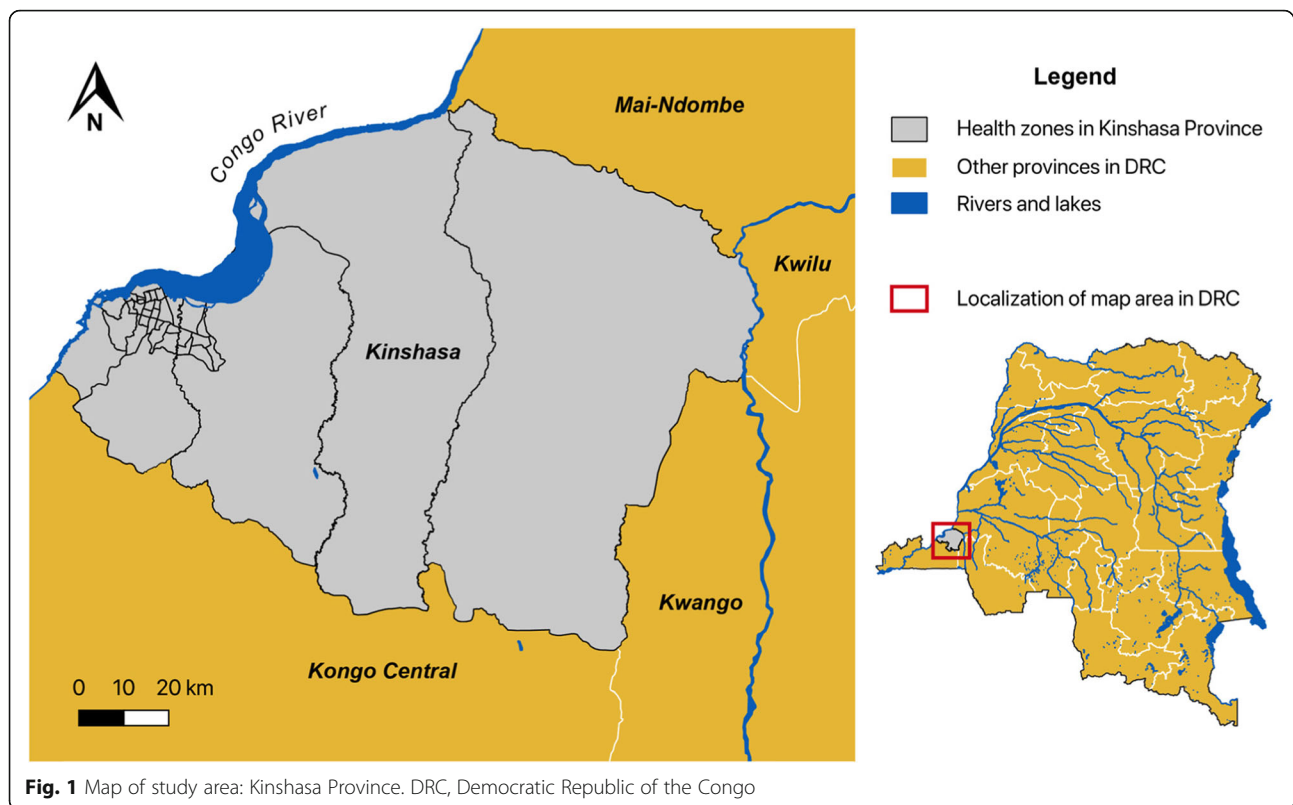 N
Congo River
Mai-Ndombe
Kwilu
Kinshasa
Kwango
Kongo Central
0 10 20 km
Legend
Health zones in Kinshasa Province
Other provinces in DRC
Rivers and lakes
Localization of map area in DRC
Fig. 1 Map of study area: Kinshasa Province. DRC, Democratic Republic of the Congo